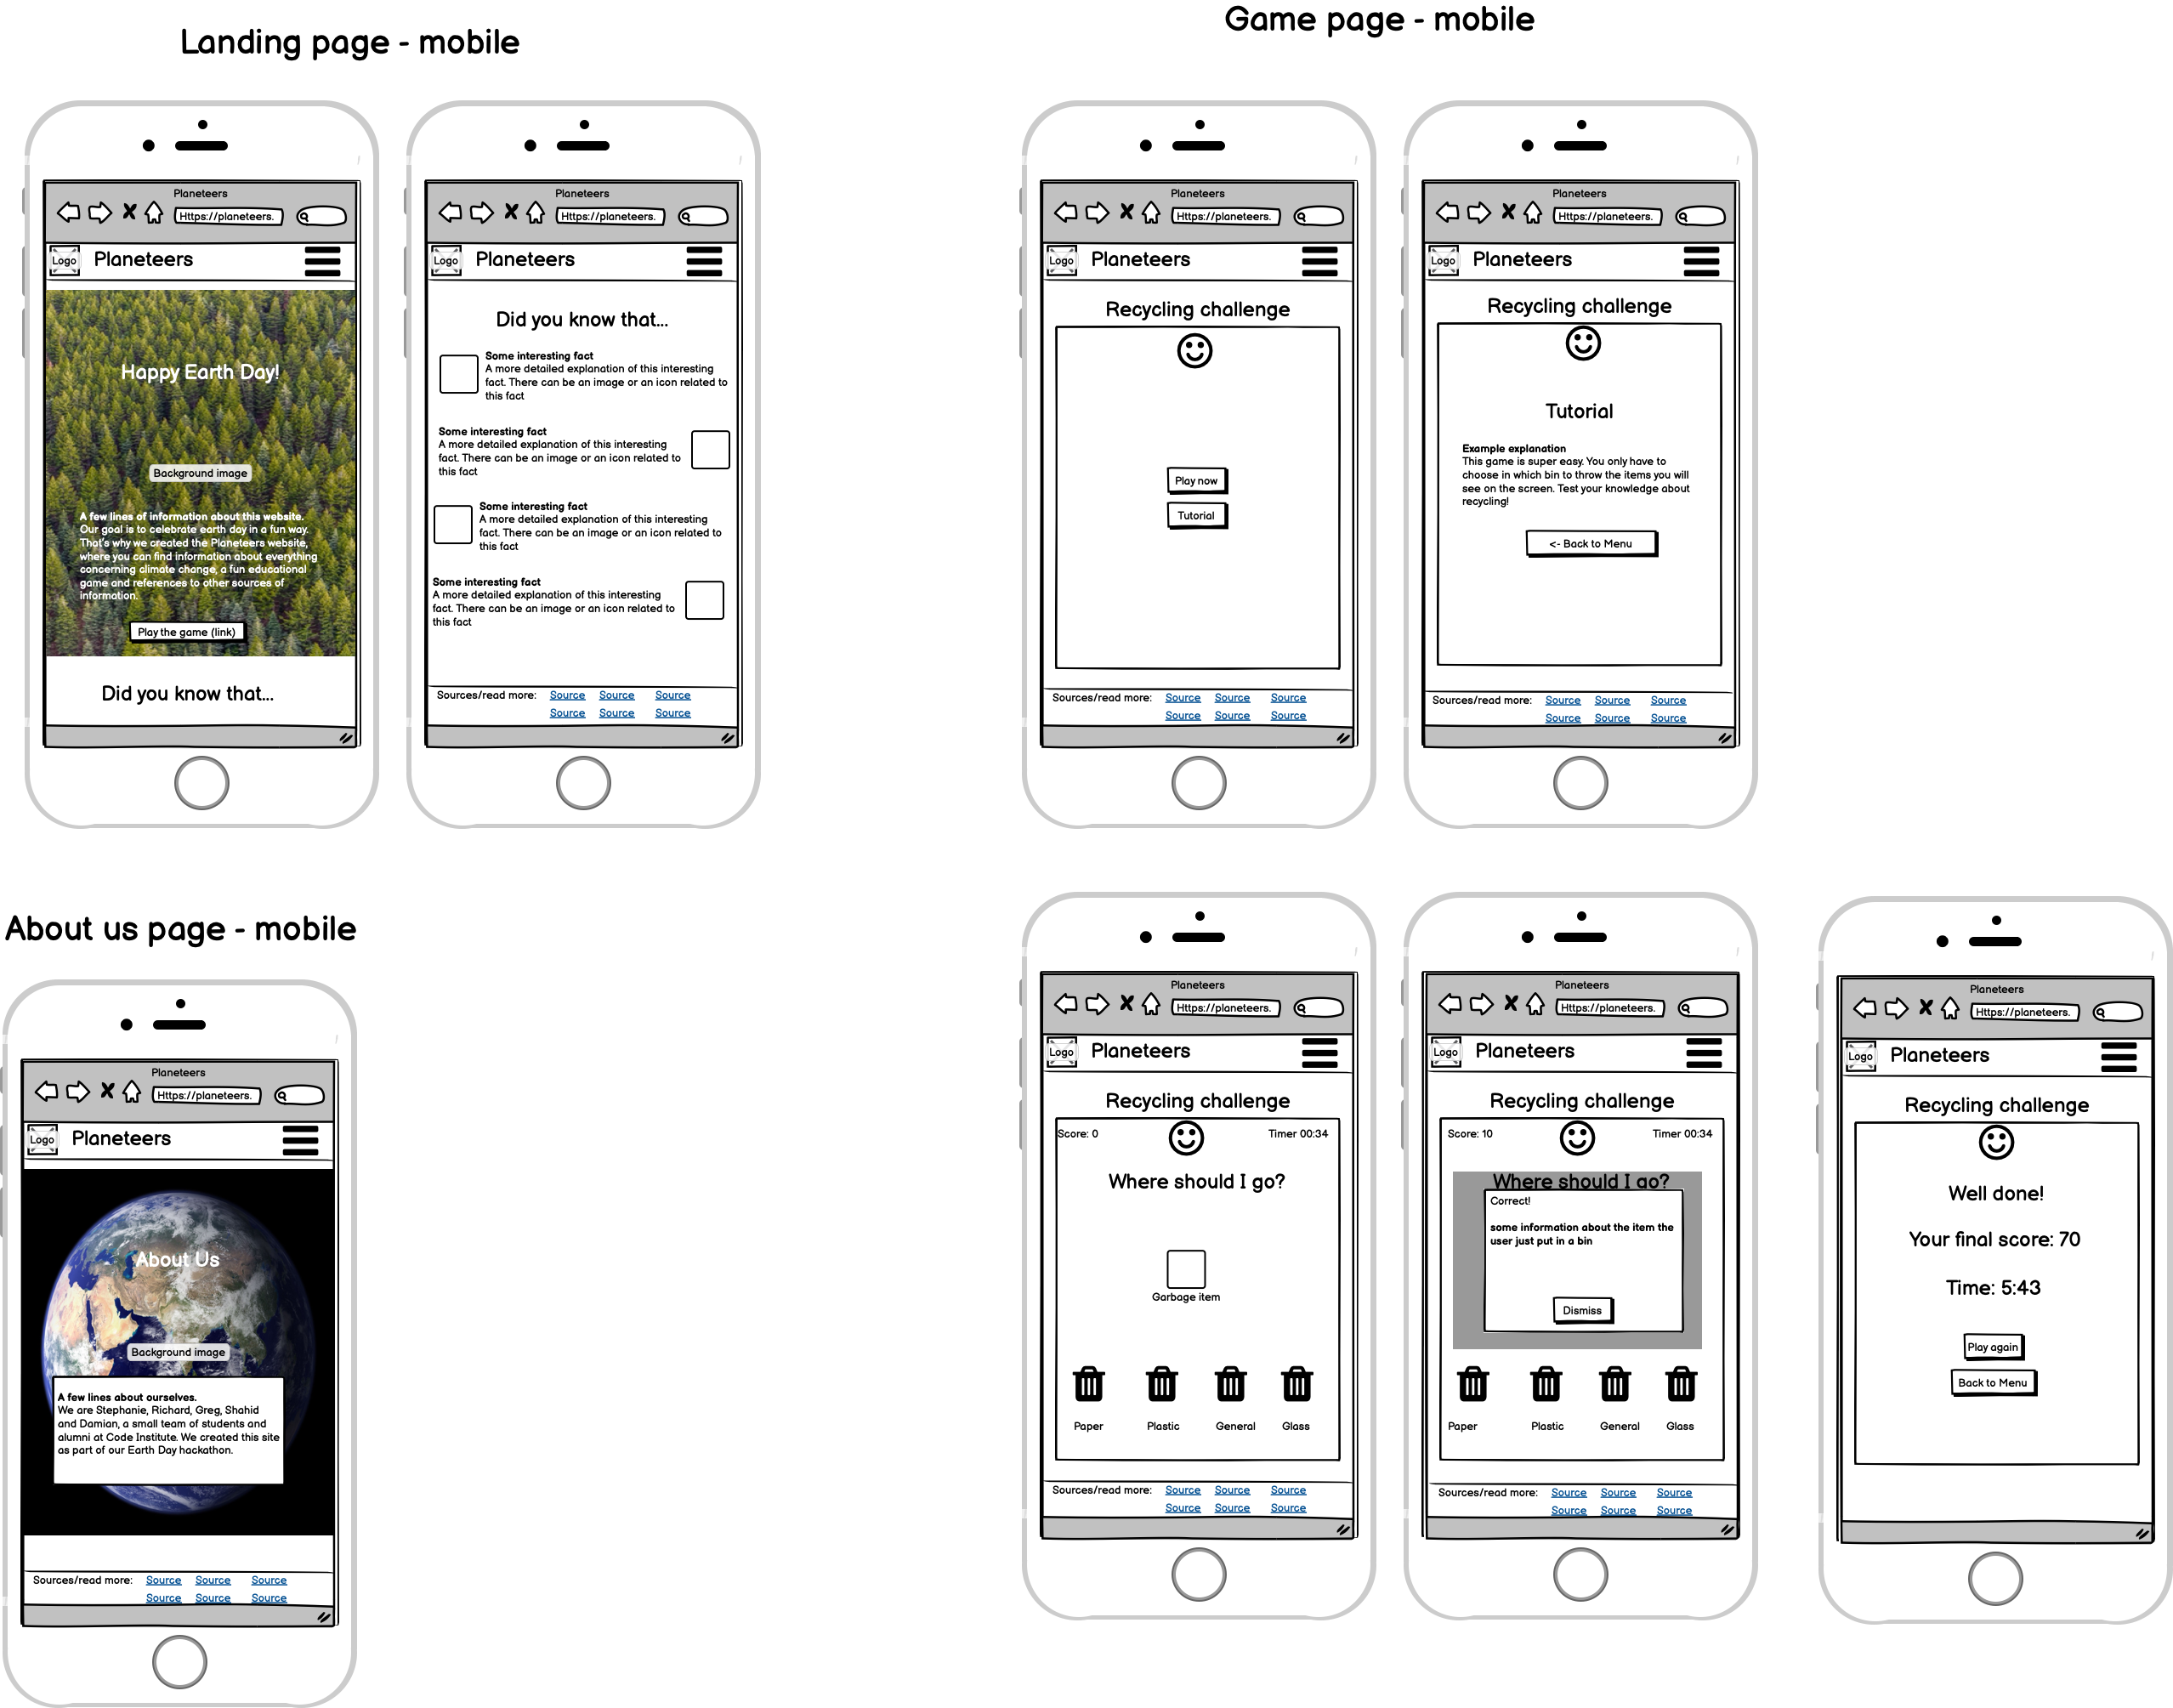 Landing page - mobile
Planeteers
Https://planeteers.
Logo
Planeteers
Happy Earth Day!
Background image
A few lines of information about this website.
Our goal is to celebrate earth day in a fun way.
That's why we created the Planeteers website,
where you can find information about everything
concerning climate change, a fun educational
game and references to other sources of
information.
Play the game (link)
Did you know that...
Planeteers
Https://planeteers.
Logo
Planeteers
Did you know that...
Some interesting fact
A more detailed explanation of this interesting
fact. There can be an image or an icon related to
this fact
Some interesting fact
A more detailed explanation of this interesting
fact. There can be an image or an icon related to
this fact
Some interesting fact
A more detailed explanation of this interesting
fact. There can be an image or an icon related to
this fact
Some interesting fact
A more detailed explanation of this interesting
fact. There can be an image or an icon related to
this fact
Sources/read more: Source Source Source
Source Source Source
Game page - mobile
Planeteers
Https://planeteers.
Logo
Planeteers
Recycling challenge
Play now
Tutorial
Sources/read more: Source Source Source
Source Source Source
Planeteers
Https://planeteers.
Logo
Planeteers
Recycling challenge
Tutorial
Example explanation
This game is super easy. You only have to
choose in which bin to throw the items you will
see on the screen. Test your knowledge about
recycling!
<- Back to Menu
Sources/read more: Source Source Source
Source Source Source
About us page - mobile
Planeteers
Https://planeteers.
Logo
Planeteers
About Us
Background image
A few lines about ourselves.
We are Stephanie, Richard, Greg, Shahid
and Damian, a small team of students and
alumni at Code Institute. We created this site
as part of our Earth Day hackathon.
Sources/read more: Source Source Source
Source Source Source
Planeteers
Https://planeteers.
Logo
Planeteers
Recycling challenge
Score: 0
Timer 00:34
Where should I go?
Garbage item
Paper Plastic General Glass
Sources/read more: Source Source Source
Source Source Source
Planeteers
Https://planeteers.
Logo
Planeteers
Recycling challenge
Score: 10
Timer 00:34
Where should I go?
Correct!
some information about the item the
user just put in a bin
Dismiss
Paper Plastic General Glass
Sources/read more: Source Source Source
Source Source Source
Planeteers
Https://planeteers.
Logo
Planeteers
Recycling challenge
Well done!
Your final score: 70
Time: 5:43
Play again
Back to Menu